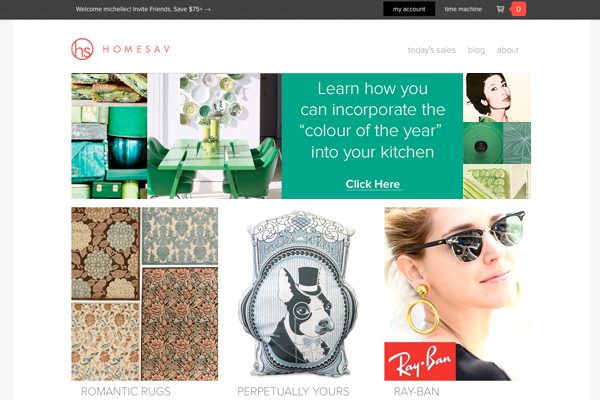 Welcome michellec! Invite Friends, Save $75+ →
my account
time machine
0
hs
HOMESAV
today's sales
blog
about
Learn how you
can incorporate the
“colour of the year”
into your kitchen
Click Here
Ray-Ban
ROMANTIC RUGS
PERPETUALLY YOURS
RAY-BAN